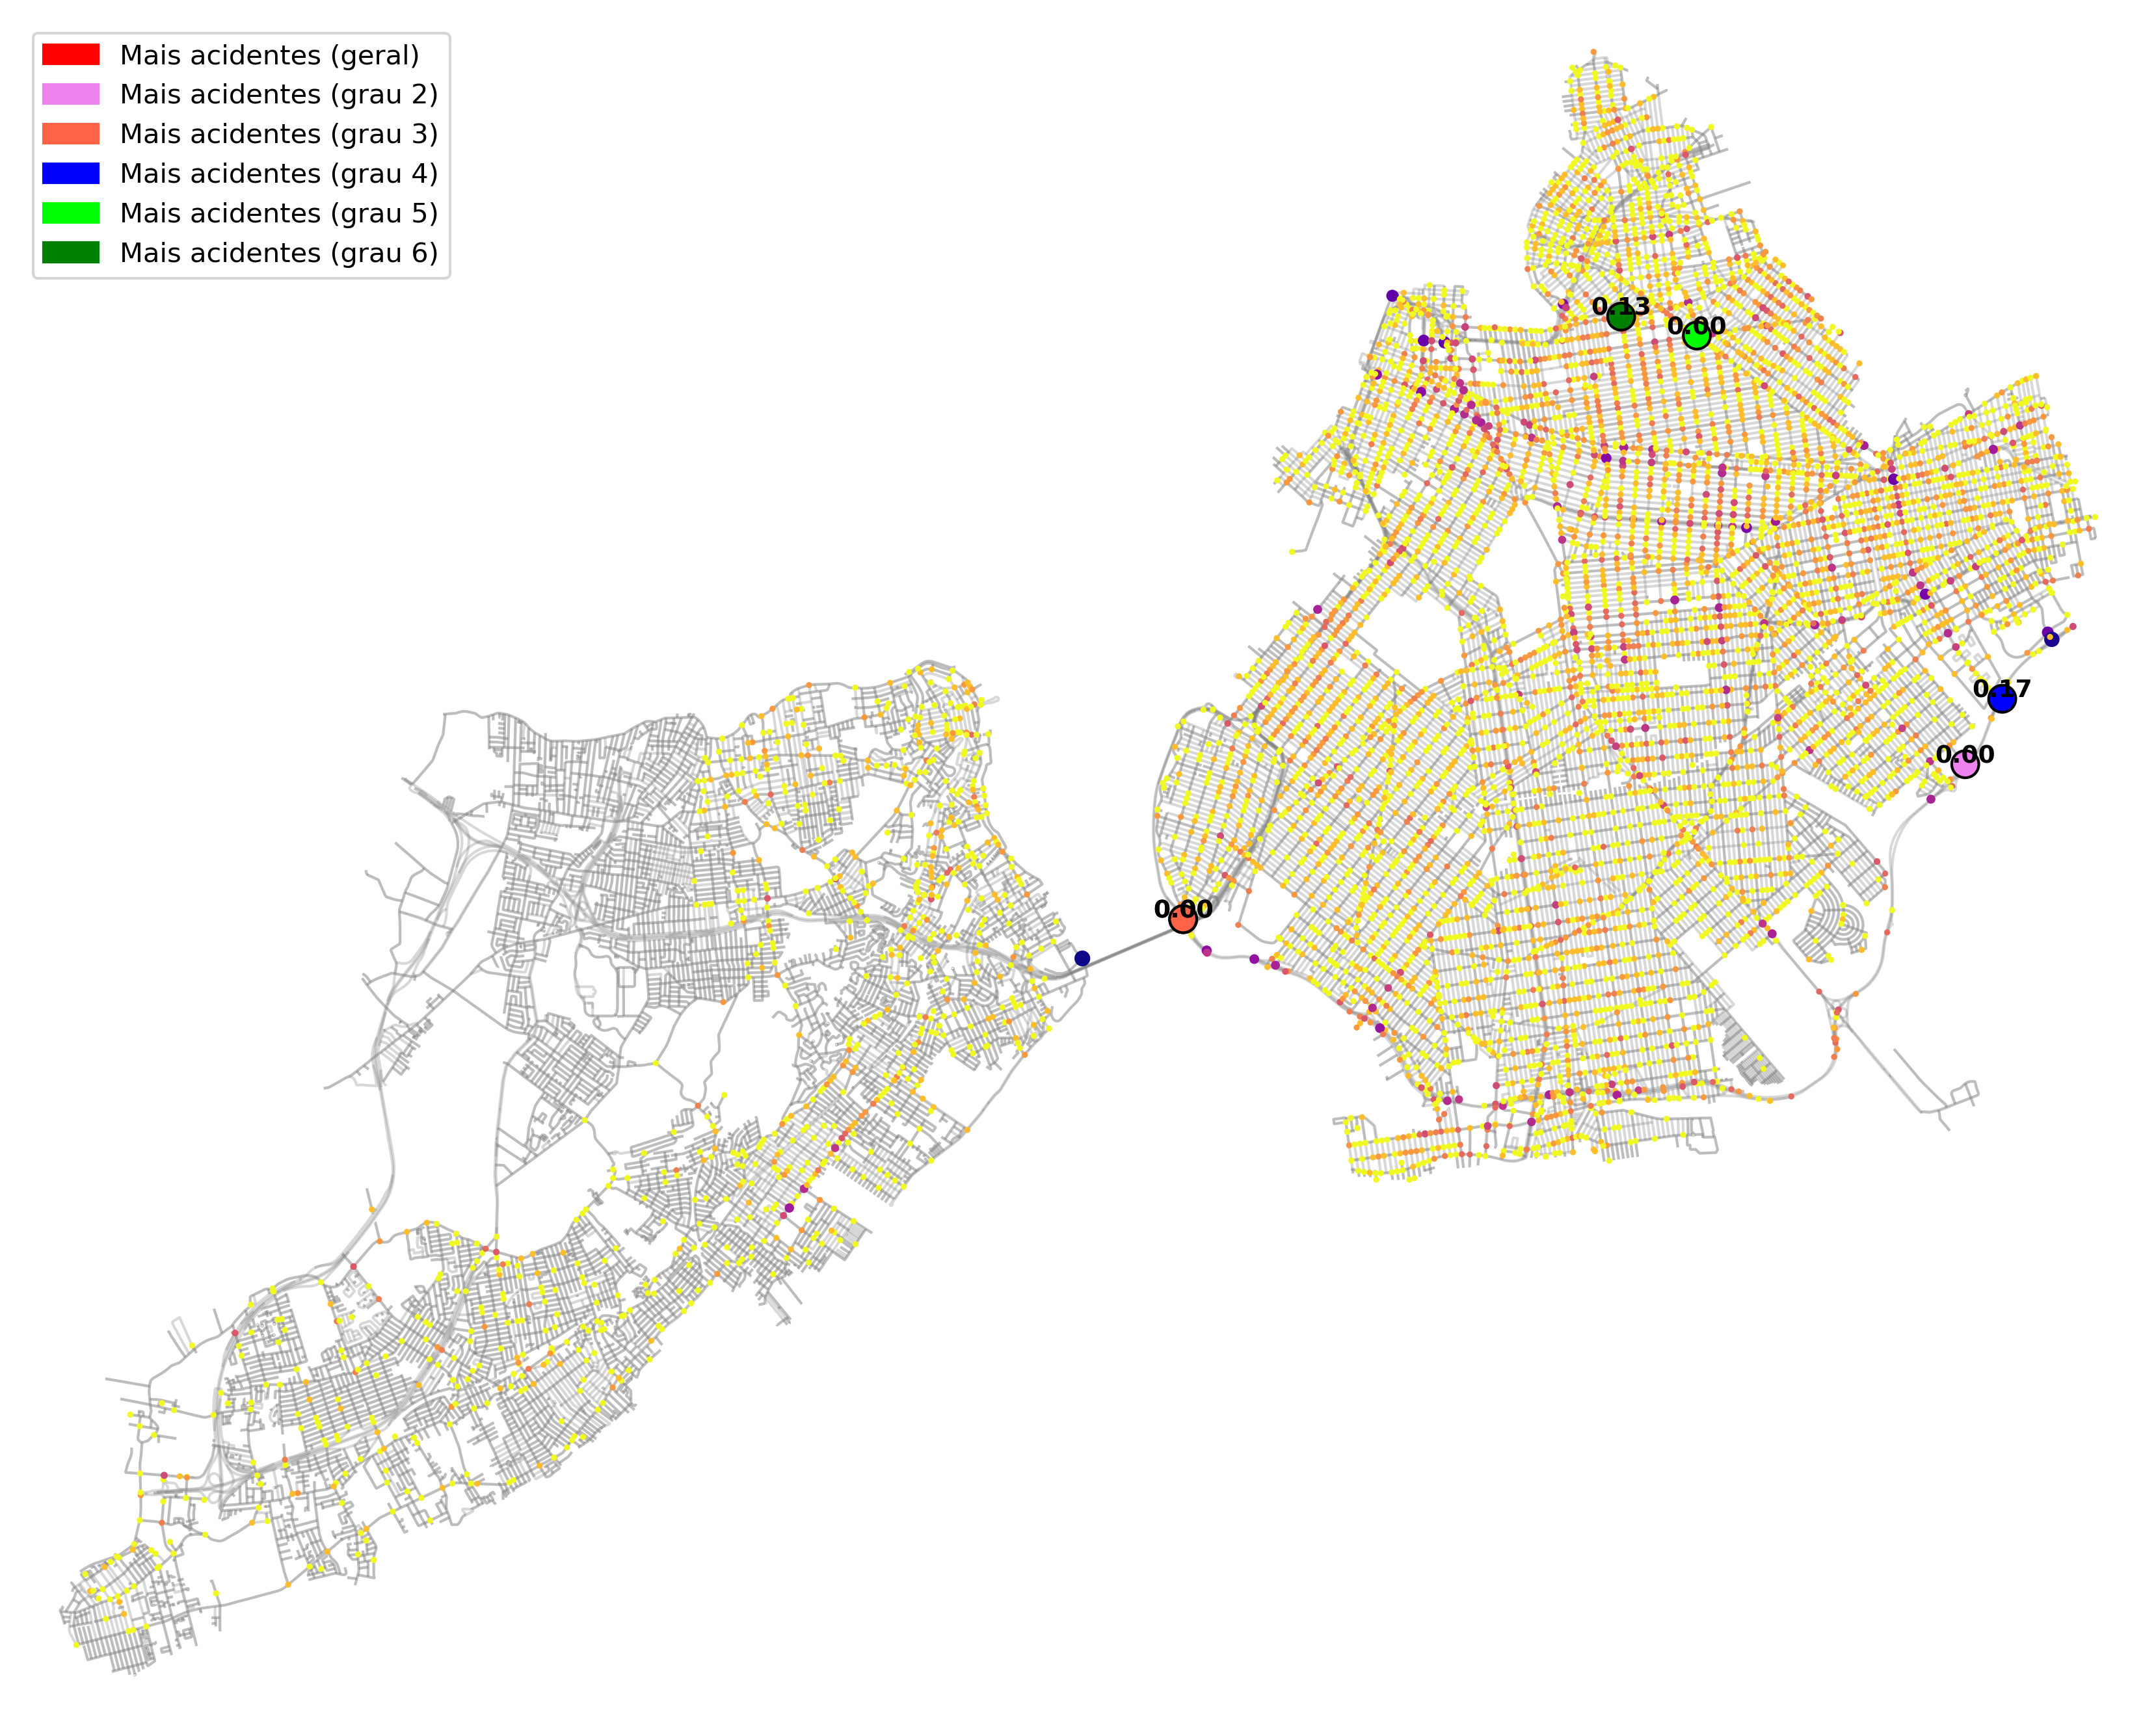 Mais acidentes (geral)
Mais acidentes (grau 2)
Mais acidentes (grau 3)
Mais acidentes (grau 4)
Mais acidentes (grau 5)
Mais acidentes (grau 6)
0.13
0.00
0.17
0.00
0.00